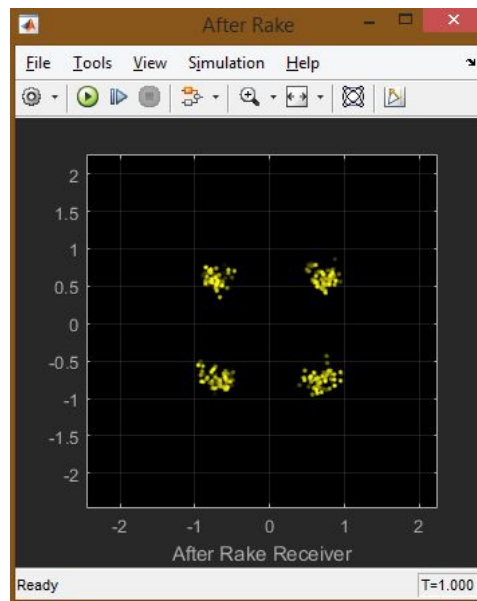 After Rake
File Tools View Simulation Help
2
1.5
1
0.5
0
-0.5
-1
-1.5
-2
-2 -1 0 1 2
After Rake Receiver
Ready T=1.000